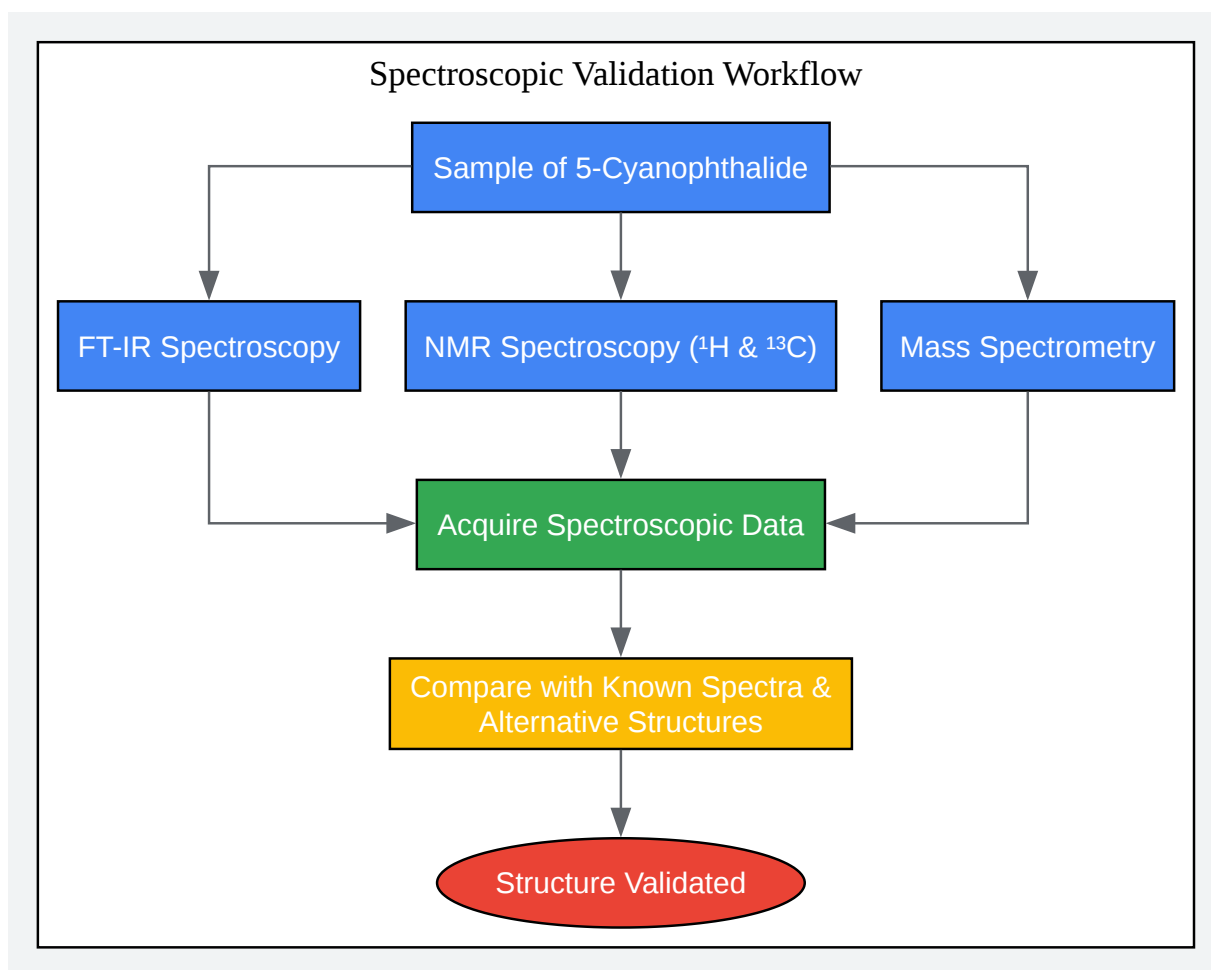 Spectroscopic Validation Workflow
Sample of 5-Cyanophthalide
FT-IR Spectroscopy
NMR Spectroscopy (¹H & ¹³C)
Mass Spectrometry
Acquire Spectroscopic Data
Compare with Known Spectra &
Alternative Structures
Structure Validated